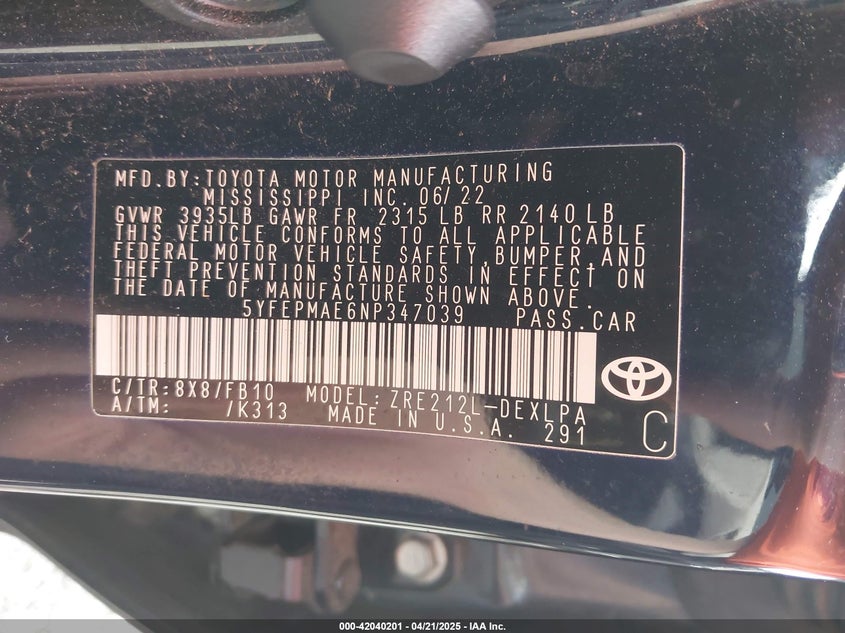 MFD.BY:TOYOTA MOTOR MANUFACTURING
MISSISSIPPI INC. 06/22
GVWR 3935LB GAWR FR 2315 LB RR 2140 LB
THIS VEHICLE CONFORMS TO ALL APPLICABLE
FEDERAL MOTOR VEHICLE SAFETY,BUMPER,AND
THEFT PREVENTION STANDARDS IN EFFECT ON
THE DATE OF MANUFACTURE SHOWN ABOVE.
5YFEPMAE6NP347039 PASS.CAR
C/TR:8X8/FB10 MODEL:ZRE212L-DEXLPA
A/TM: /K313 MADE IN U.S.A. 291
C
000-42040201 - 04/21/2025 - IAA Inc.